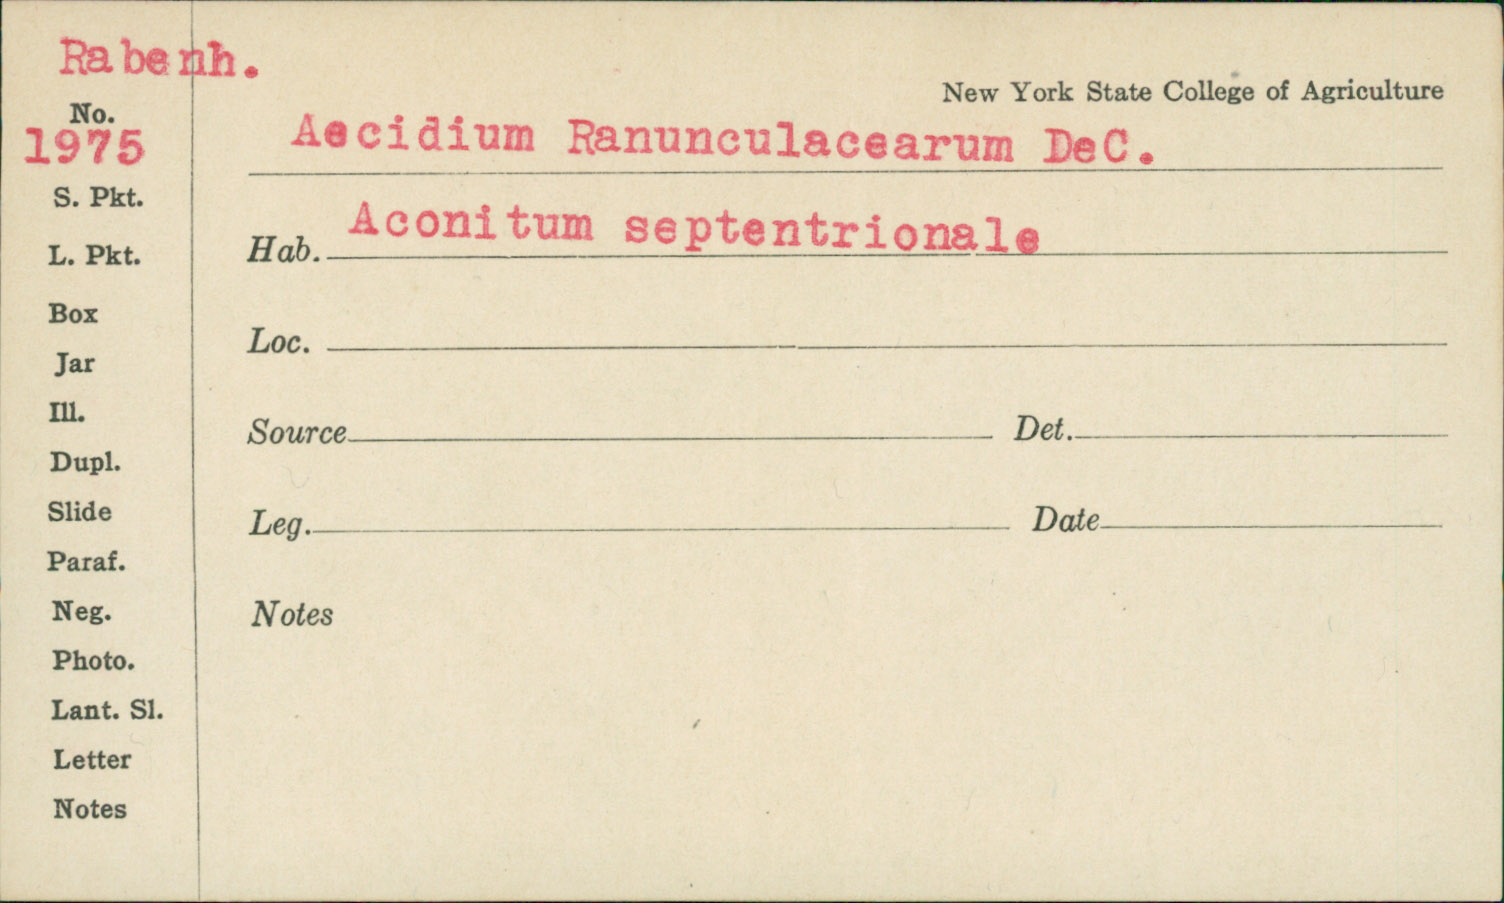 Rabenh.
New York State College of Agriculture
No.
1975
Aecidium Ranunculacearum DeC.
S. Pkt.
Hab. Aconitum septentrionale
L. Pkt.
Box
Loc.
Jar
Ill.
Source Det.
Dupl.
Slide
Leg. Date
Paraf.
Neg.
Notes
Photo.
Lant. Sl.
Letter
Notes